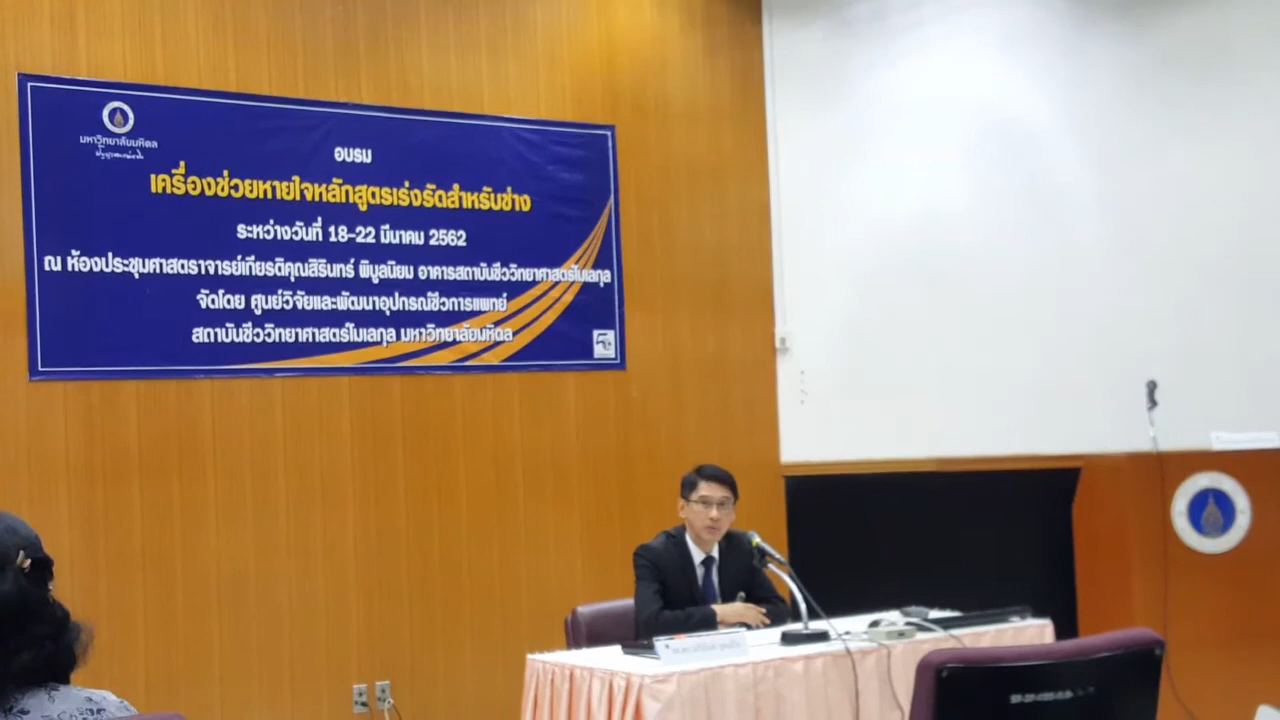 มหาวิทยาลัยมหิดล
อบรม
เครื่องช่วยหายใจหลักสูตรเร่งรัดสำหรับช่าง
ระหว่างวันที่ 18-22 มีนาคม 2562
ณ ห้องประชุมศาสตราจารย์เกียรติคุณสิรินทร์ พิบูลนิยม อาคารสถาบันชีววิทยาศาสตร์โมเลกุล
จัดโดย ศูนย์วิจัยและพัฒนาอุปกรณ์ชีวการแพทย์
สถาบันชีววิทยาศาสตร์โมเลกุล มหาวิทยาลัยมหิดล